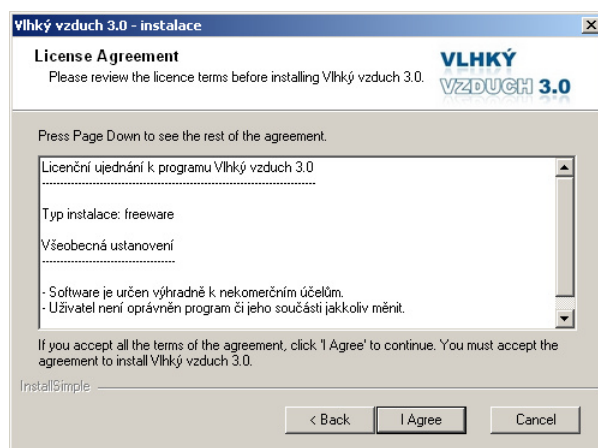 Vlhký vzduch 3.0 - instalace
License Agreement
Please review the licence terms before installing Vlhký vzduch 3.0.
VLHKÝ
VZDUCH 3.0
Press Page Down to see the rest of the agreement.
Licenční ujednání k programu Vlhký vzduch 3.0
--------------------------------------------------------------------
Typ instalace: freeware
Všeobecná ustanovení
---------------------------------
- Software je určen výhradně k nekomerčním účelům.
- Uživatel není oprávněn program či jeho součásti jakkoliv měnit.
If you accept all the terms of the agreement, click 'I Agree' to continue. You must accept the
agreement to install Vlhký vzduch 3.0.
InstallSimple
< Back
I Agree
Cancel